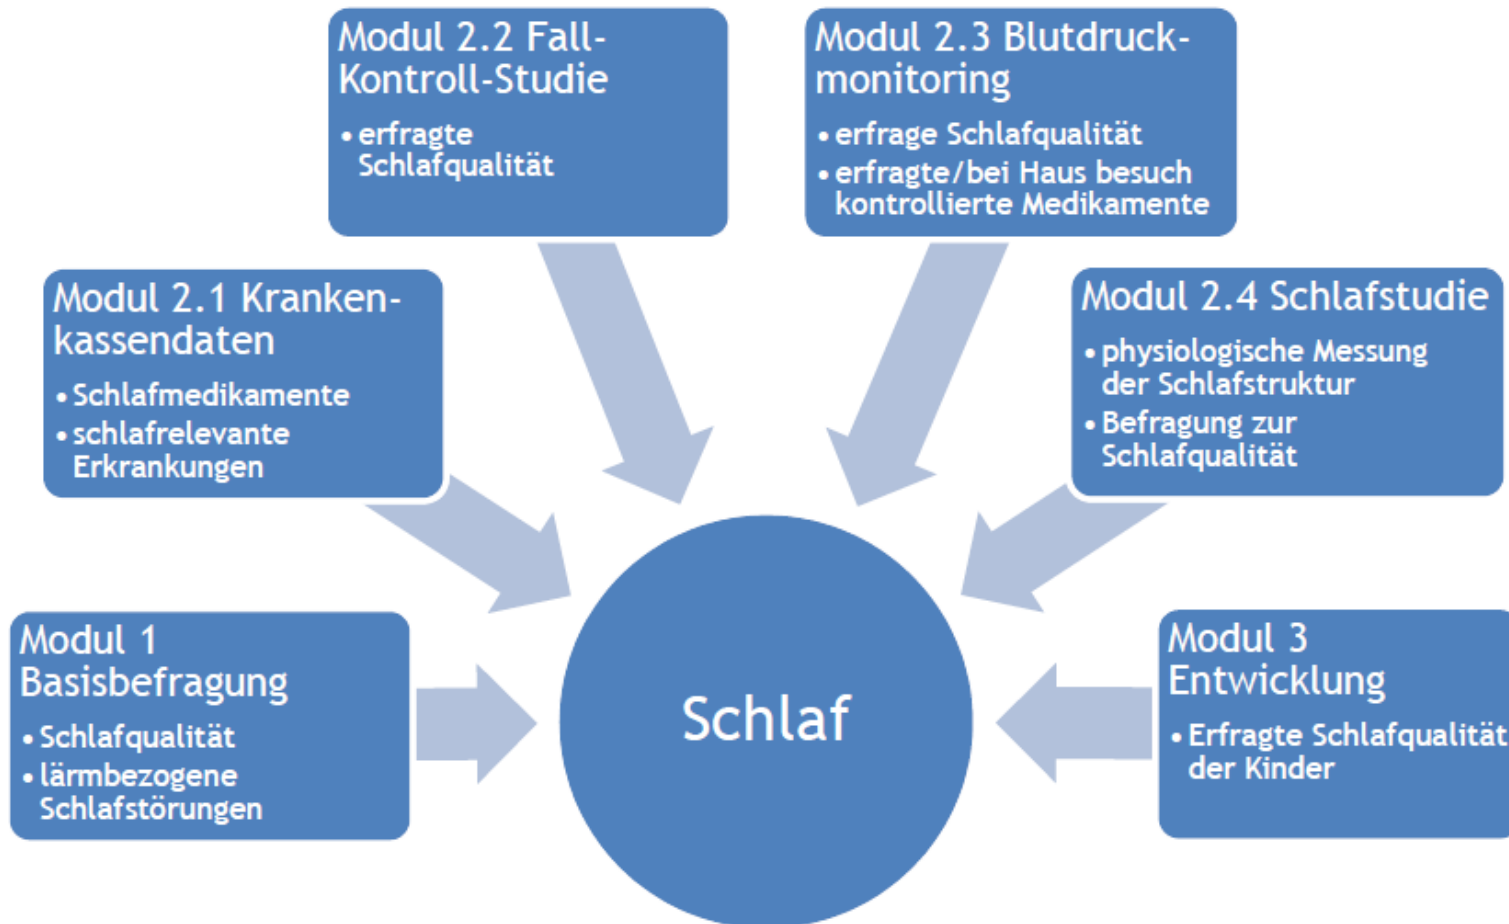 Modul 2.2 Fall-
Kontroll-Studie
• erfragte
Schlafqualität
Modul 2.3 Blutdruck-
monitoring
• erfrage Schlafqualität
• erfragte/bei Haus besuch
kontrollierte Medikamente
Modul 2.1 Kranken-
kassendaten
• Schlafmedikamente
• schlafrelevante
Erkrankungen
Modul 2.4 Schlafstudie
• physiologische Messung
der Schlafstruktur
• Befragung zur
Schlafqualität
Modul 1
Basisbefragung
• Schlafqualität
• lärmbezogene
Schlafstörungen
Schlaf
Modul 3
Entwicklung
• Erfragte Schlafqualität
der Kinder